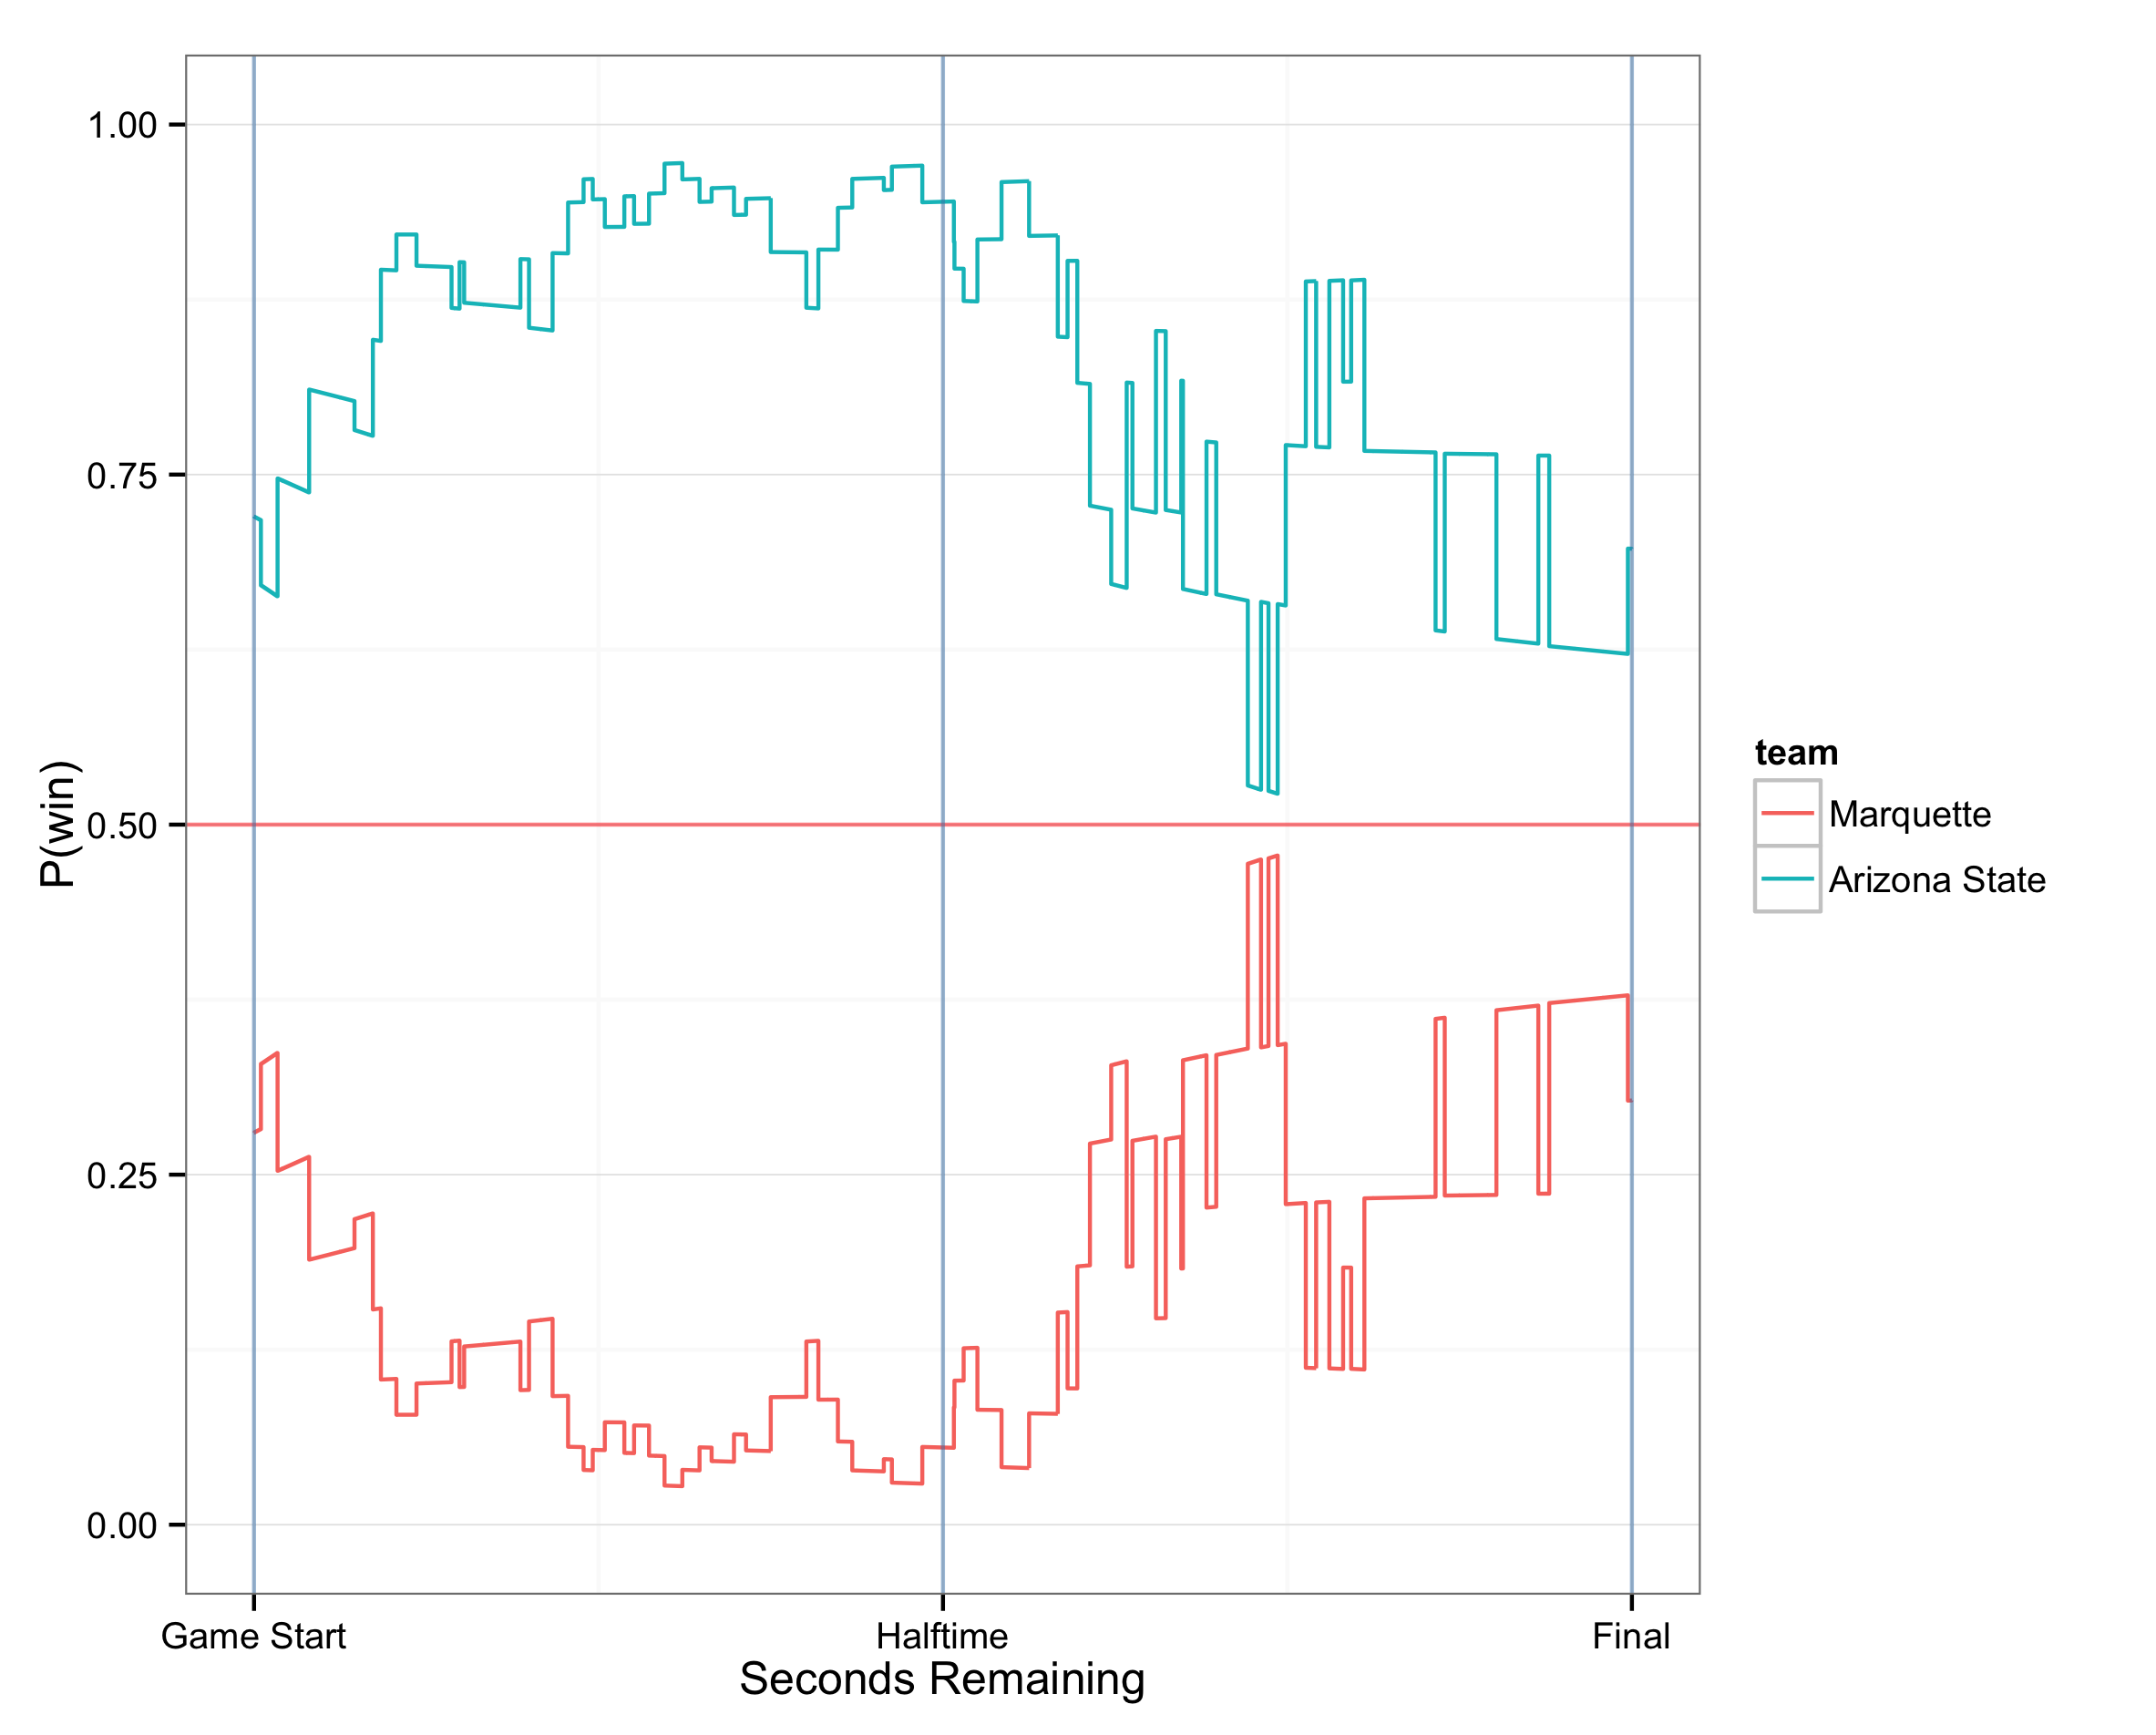 1.00
0.75
0.50
0.25
0.00
P(win)
Game Start
Halftime
Final
Seconds Remaining
team
Marquette
Arizona State